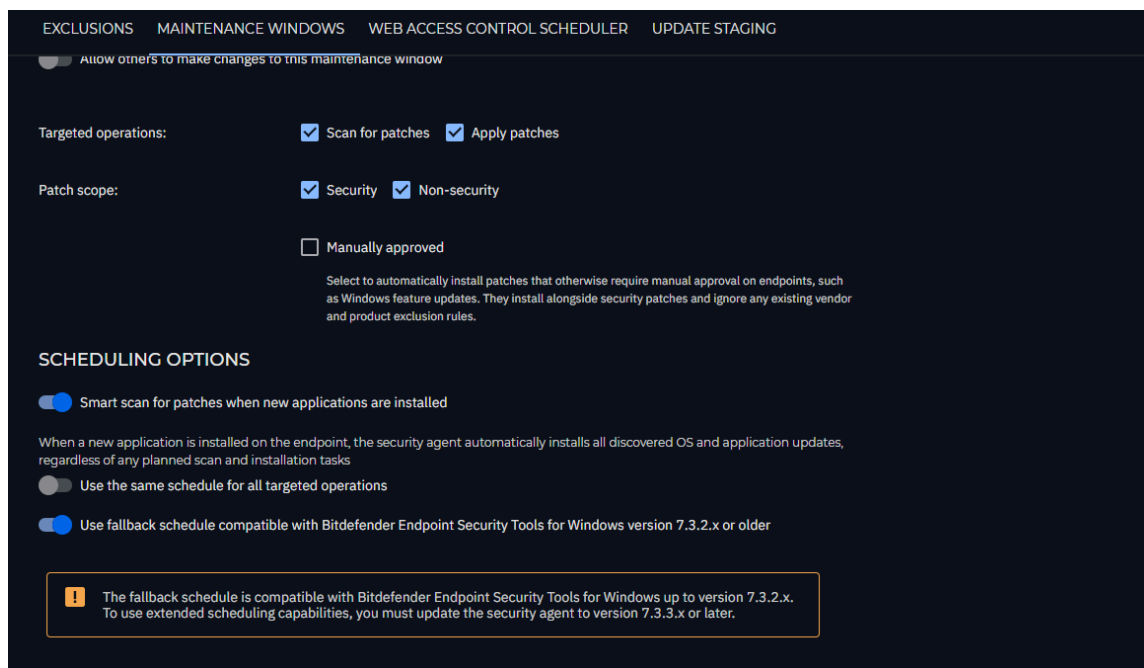 EXCLUSIONS MAINTENANCE WINDOWS WEB ACCESS CONTROL SCHEDULER UPDATE STAGING
Allow others to make changes to this maintenance window
Targeted operations: Scan for patches Apply patches
Patch scope: Security Non-security
Manually approved
Select to automatically install patches that otherwise require manual approval on endpoints, such
as Windows feature updates. They install alongside security patches and ignore any existing vendor
and product exclusion rules.
SCHEDULING OPTIONS
Smart scan for patches when new applications are installed
When a new application is installed on the endpoint, the security agent automatically installs all discovered OS and application updates,
regardless of any planned scan and installation tasks
Use the same schedule for all targeted operations
Use fallback schedule compatible with Bitdefender Endpoint Security Tools for Windows version 7.3.2.x or older
! The fallback schedule is compatible with Bitdefender Endpoint Security Tools for Windows up to version 7.3.2.x.
To use extended scheduling capabilities, you must update the security agent to version 7.3.3.x or later.